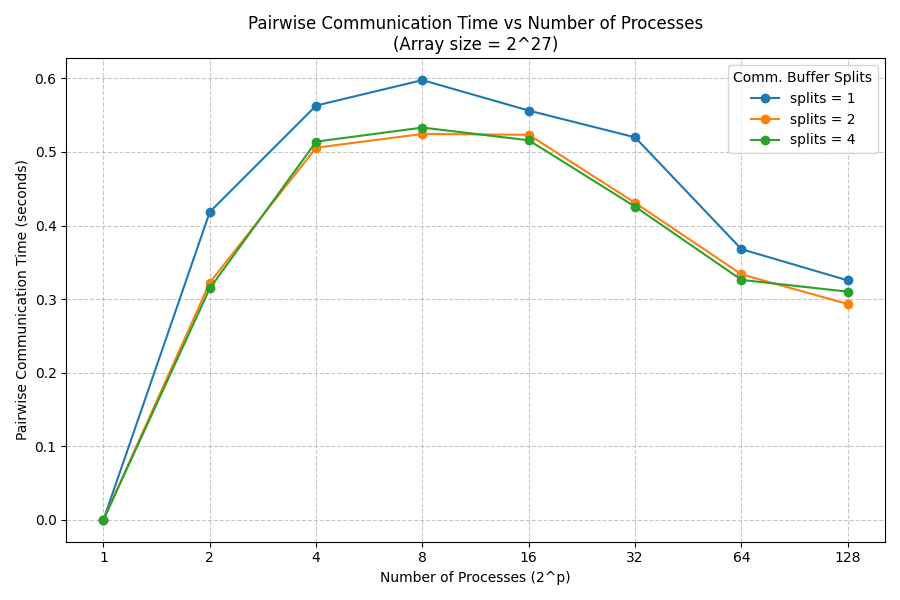 Pairwise Communication Time vs Number of Processes
(Array size = 2^27)
Comm. Buffer Splits
splits = 1
splits = 2
splits = 4
Pairwise Communication Time (seconds)
0.6
0.5
0.4
0.3
0.2
0.1
0.0
1 2 4 8 16 32 64 128
Number of Processes (2^p)